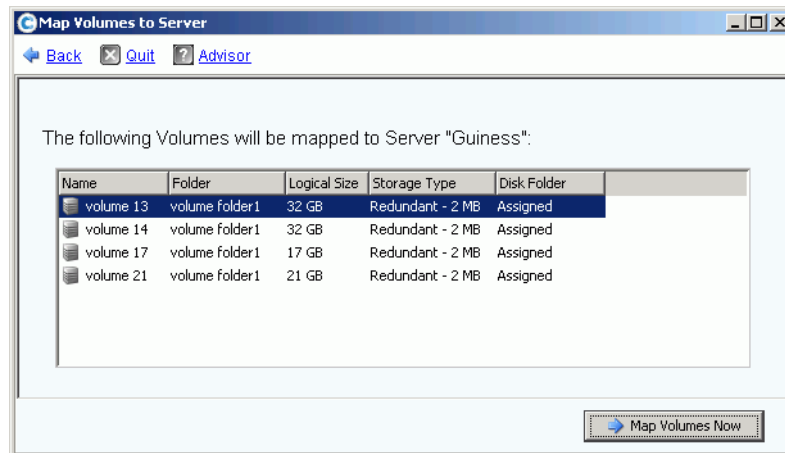 Map Volumes to Server
Back Quit ? Advisor
The following Volumes will be mapped to Server "Guiness":
Name Folder Logical Size Storage Type Disk Folder
volume 13 volume folder1 32 GB Redundant - 2 MB Assigned
volume 14 volume folder1 32 GB Redundant - 2 MB Assigned
volume 17 volume folder1 17 GB Redundant - 2 MB Assigned
volume 21 volume folder1 21 GB Redundant - 2 MB Assigned
Map Volumes Now